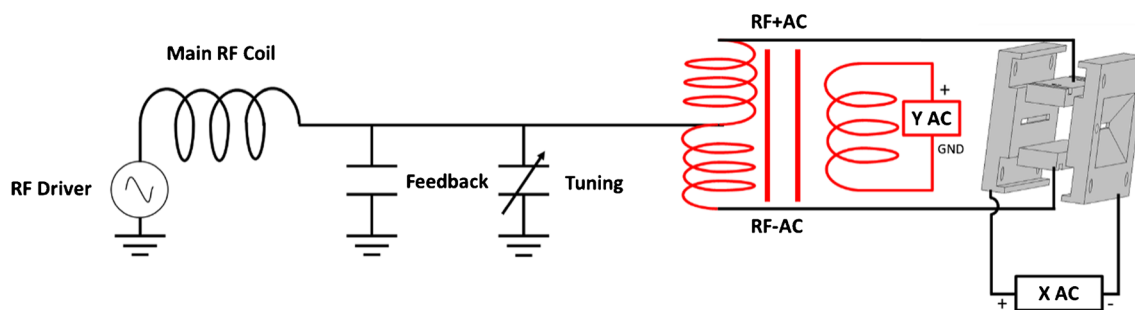 RF+AC
Main RF Coil
+
Y AC
GND
RF Driver
Feedback
Tuning
RF-AC
+
X AC
-